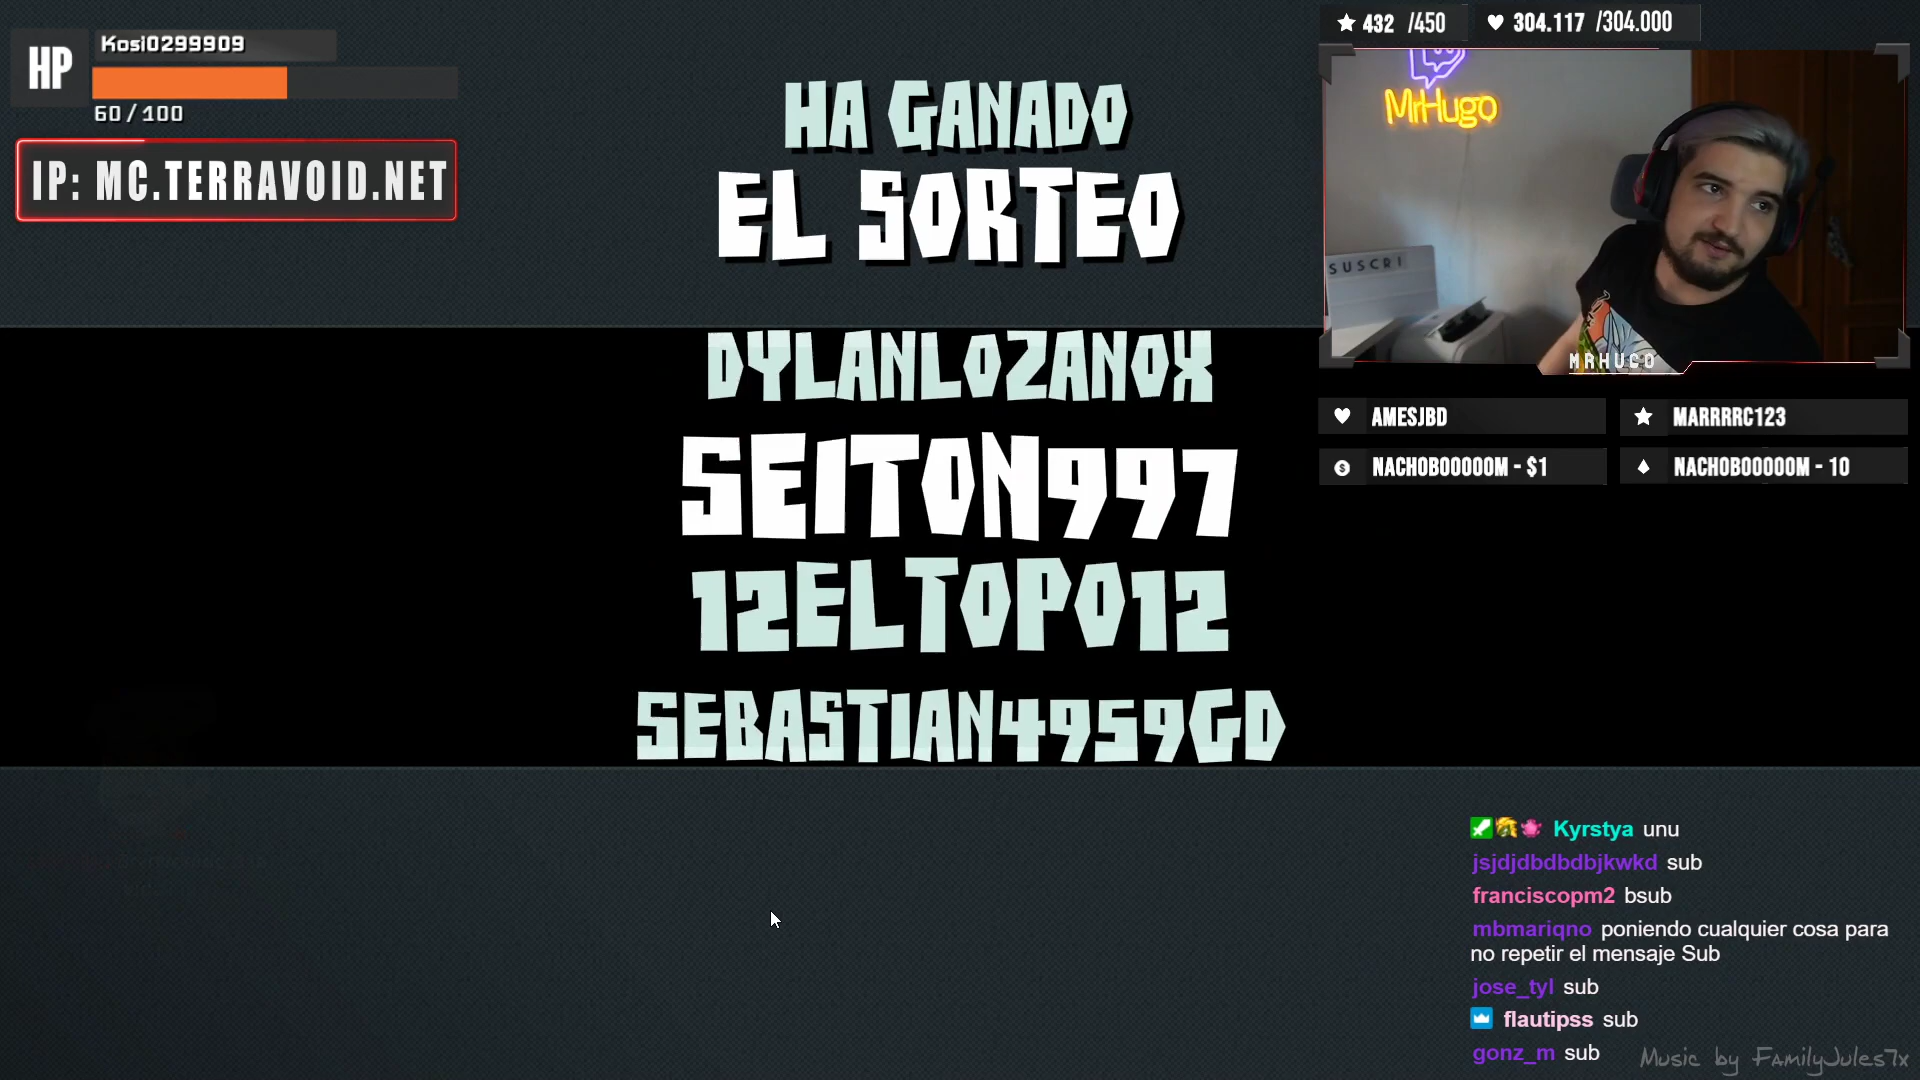 HP
Kosi0299909
60 / 100
IP: MC.TERRAVOID.NET
HA GANADO
EL SORTEO
DYLANLOZANOX
SEITON997
12ELTOPO12
SEBASTIAN4959GD
432 /450
304.117 /304.000
MrHugo
SUSCRI
MRHUGO
AMESJBD
MARRRRC123
NACHOBOOOOOM - $1
NACHOBOOOOOM - 10
Kyrstya unu
jsjdjdbdbdbjkwkd sub
franciscopm2 bsub
mbmariqno poniendo cualquier cosa para
no repetir el mensaje Sub
jose_tyl sub
flautipss sub
gonz_m sub
Music by FamilyJules7x